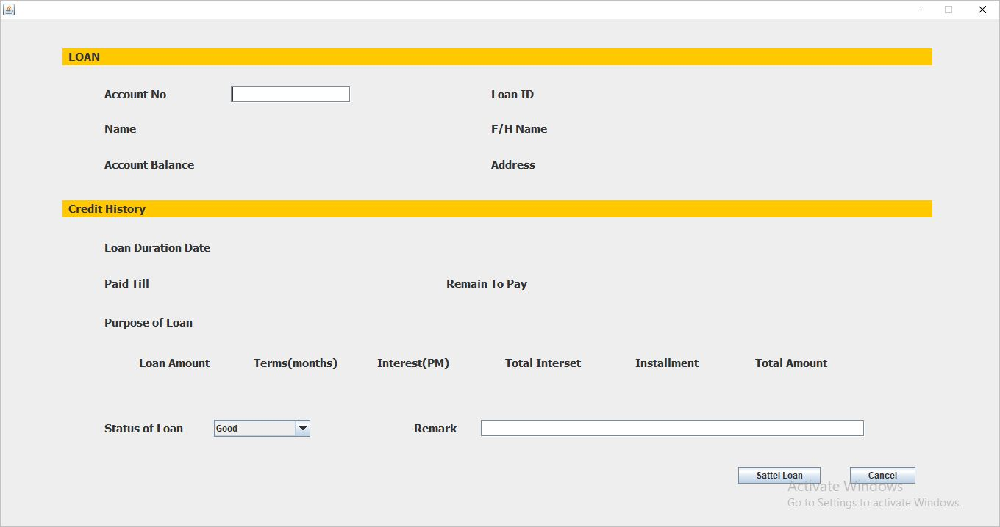 LOAN
Account No Loan ID
Name F/H Name
Account Balance Address
Credit History
Loan Duration Date
Paid Till Remain To Pay
Purpose of Loan
Loan Amount Terms(months) Interest(PM) Total Interset Installment Total Amount
Status of Loan Good Remark
Sattel Loan Cancel
Activate Windows
Go to Settings to activate Windows.